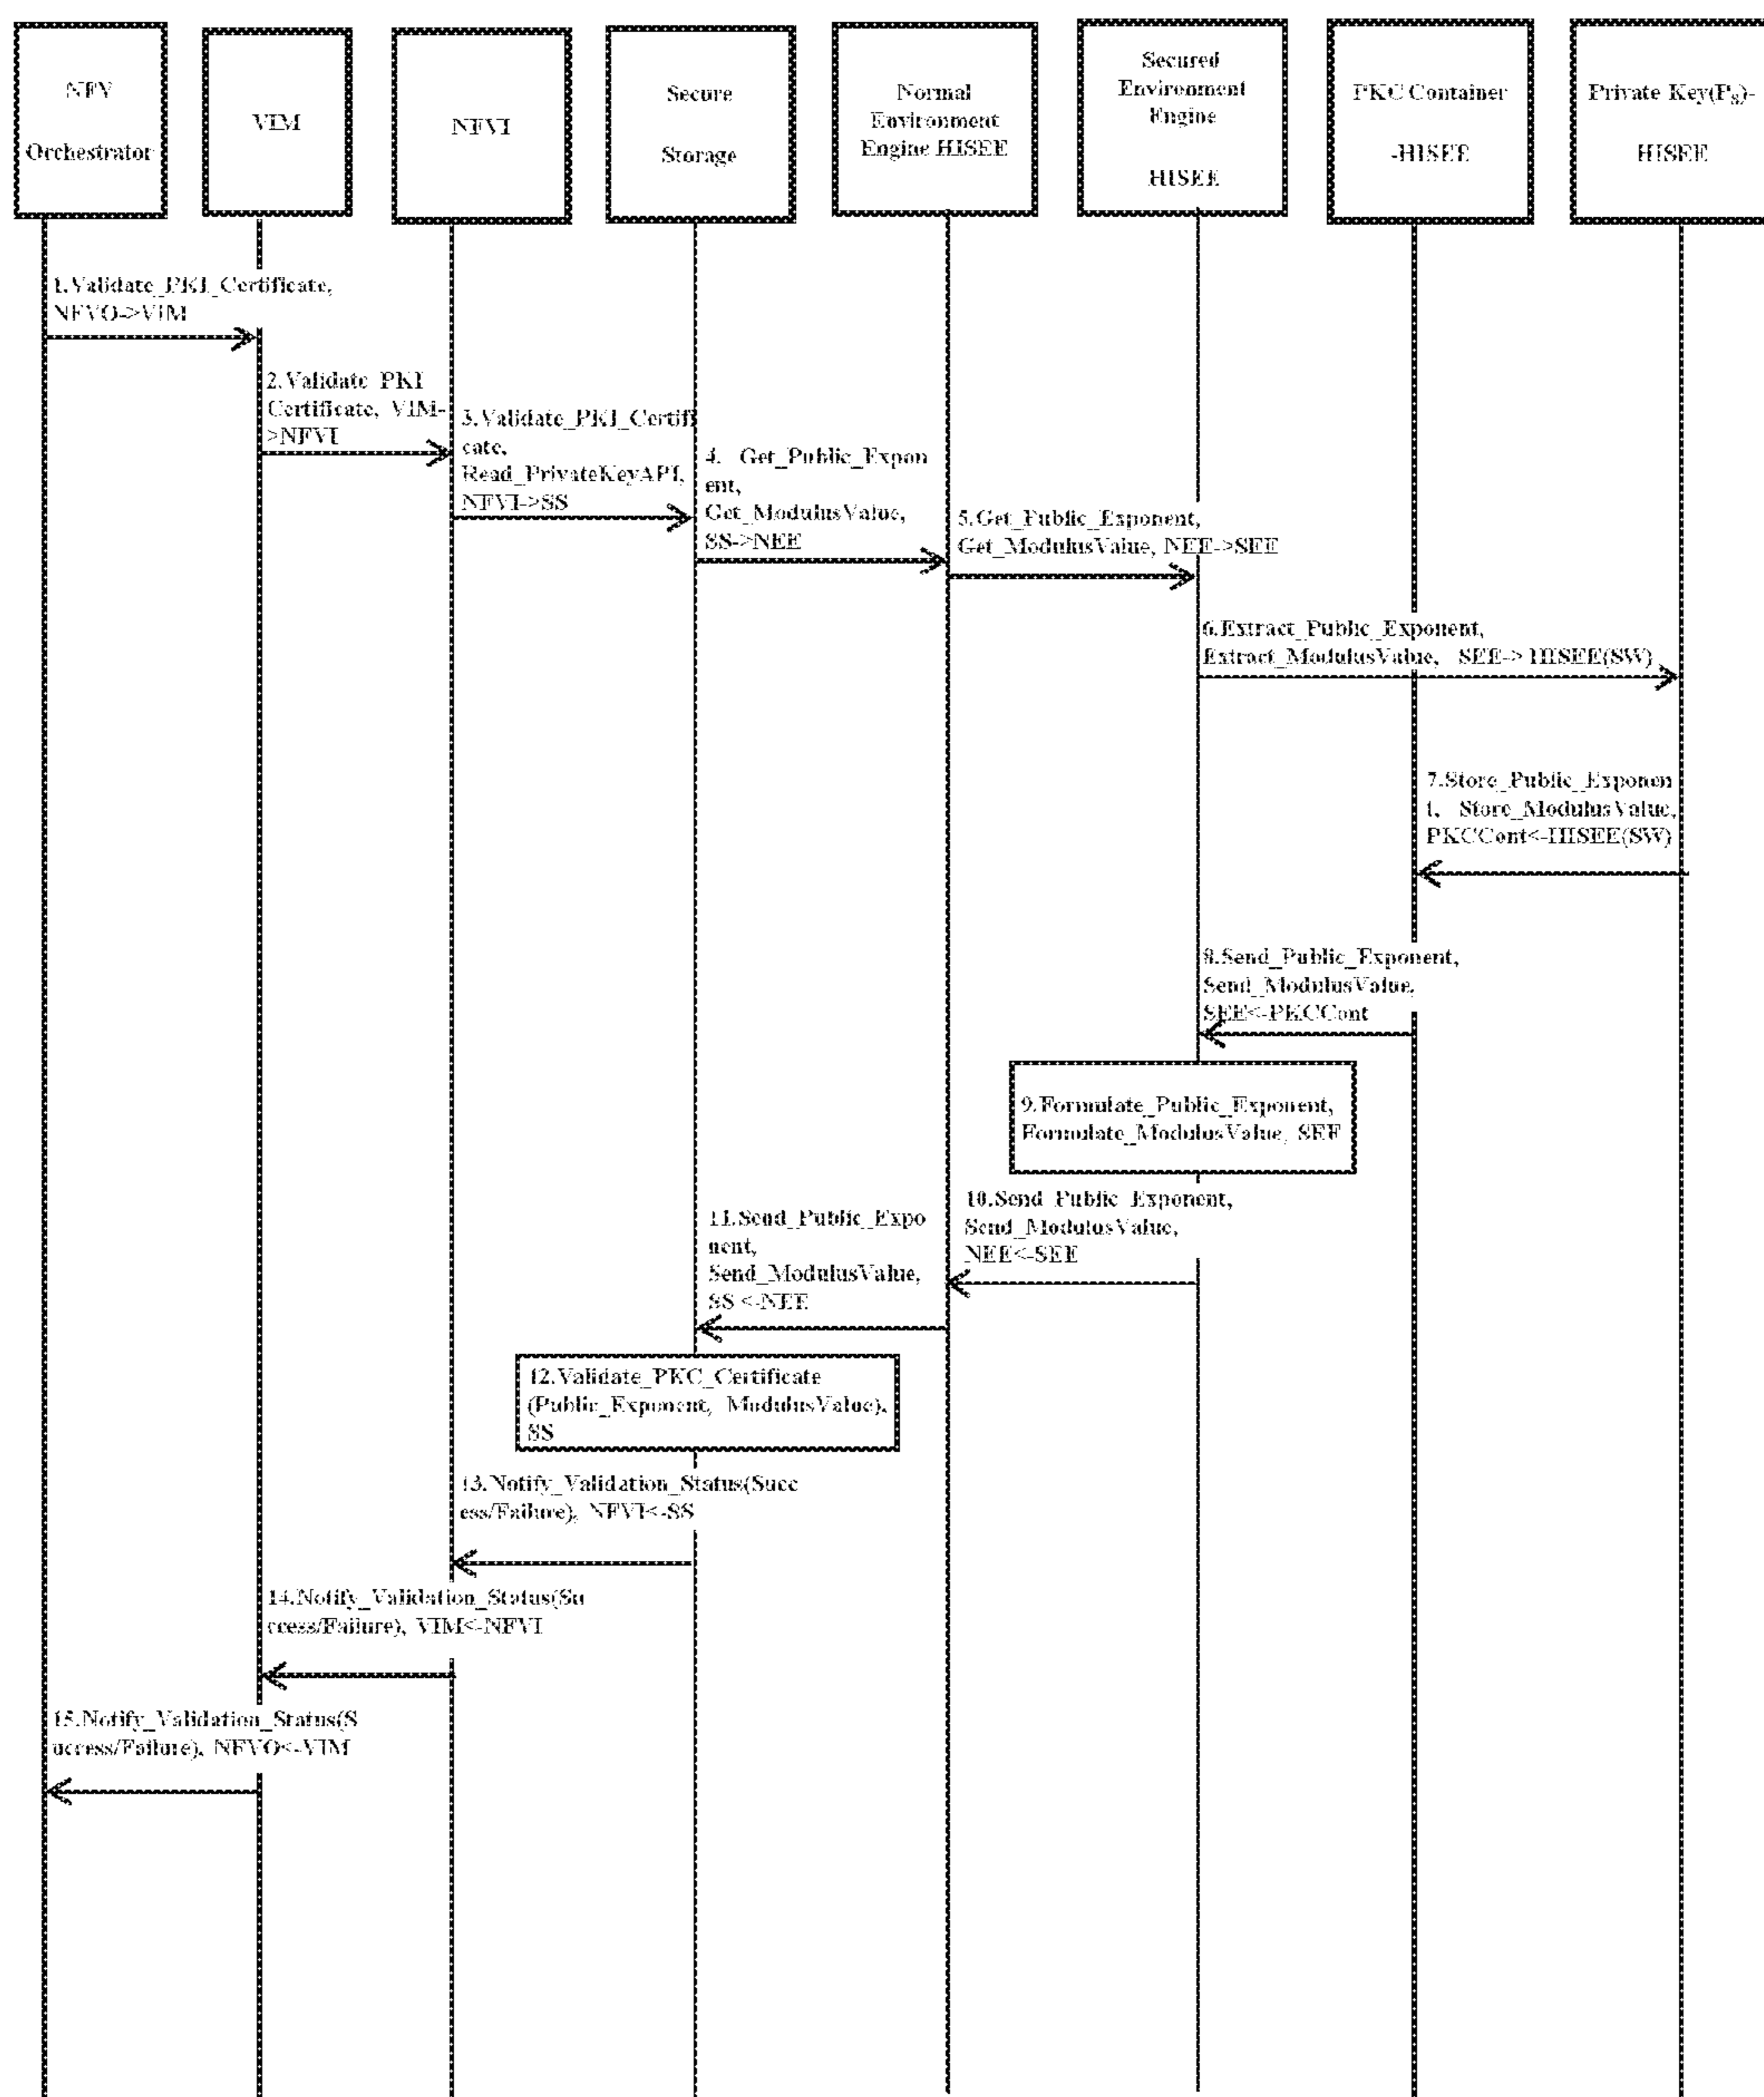 NFV
Orchestrator
VIM
NFVI
Secure
Storage
Normal
Environment
Engine HISEE
Secured
Environment
Engine
HISEE
PKC Container
-HISEE
Private Key(PS)-
HISEE
1.Validate_PKI_Certificate,
NFVO->VIM
2.Validate PKI
Certificate, VIM-
>NFVI
3.Validate_PKI_Certifi
cate,
Read_PrivateKeyAPI,
NFVI->SS
4. Get_Public_Expon
ent,
Get_ModulusValue,
SS->NEE
5.Get_Public_Exponent,
Get_ModulusValue, NEE->SEE
6.Extract_Public_Exponent,
Extract_ModulusValue, SEE-> HISEE(SW)
7.Store_Public_Exponen
t, Store_ModulusValue,
PKCCont<-HISEE(SW)
8.Send_Public_Exponent,
Send_ModulusValue,
SEE<-PKCCont
9.Formulate_Public_Exponent,
Formulate_ModulusValue, SEE
10.Send_Public_Exponent,
Send_ModulusValue,
NEE<-SEE
11.Send_Public_Expo
nent,
Send_ModulusValue,
SS <-NEE
12.Validate_PKC_Certificate
(Public_Exponent, ModulusValue),
SS
13.Notify_Validation_Status(Succ
ess/Failure), NFVI<-SS
14.Notify_Validation_Status(Su
ccess/Failure), VIM<-NFVI
15.Notify_Validation_Status(S
uccess/Failure), NFVO<-VIM